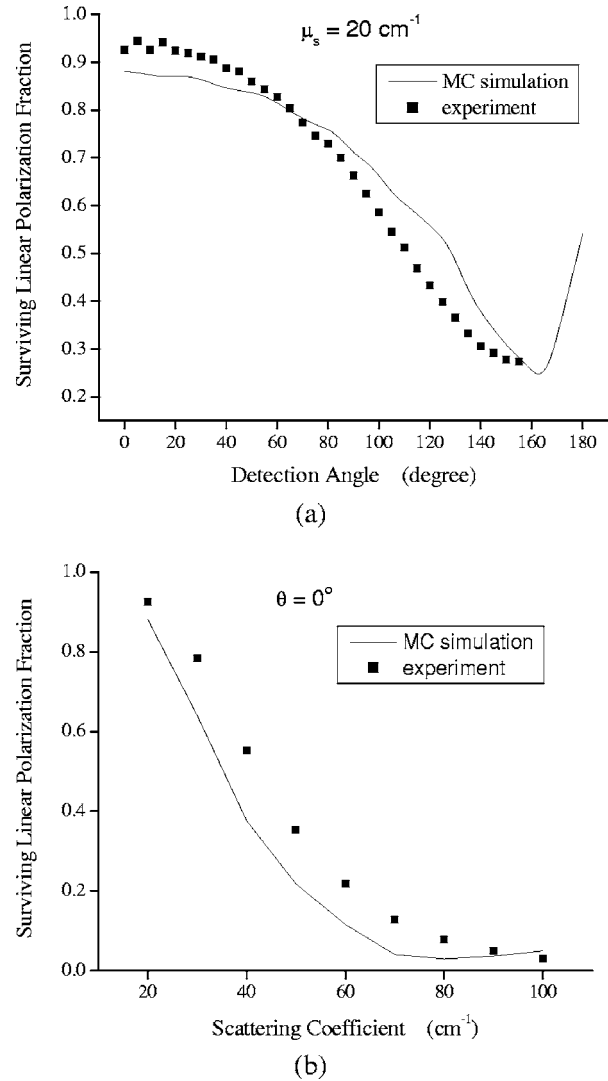 1.0
0.9
0.8
0.7
0.6
0.5
0.4
0.3
0.2
Surviving Linear Polarization Fraction
μs = 20 cm⁻¹
MC simulation
experiment
0 20 40 60 80 100 120 140 160 180
Detection Angle (degree)
(a)
1.0
0.8
0.6
0.4
0.2
0.0
Surviving Linear Polarization Fraction
θ = 0°
MC simulation
experiment
20 40 60 80 100
Scattering Coefficient (cm⁻¹)
(b)